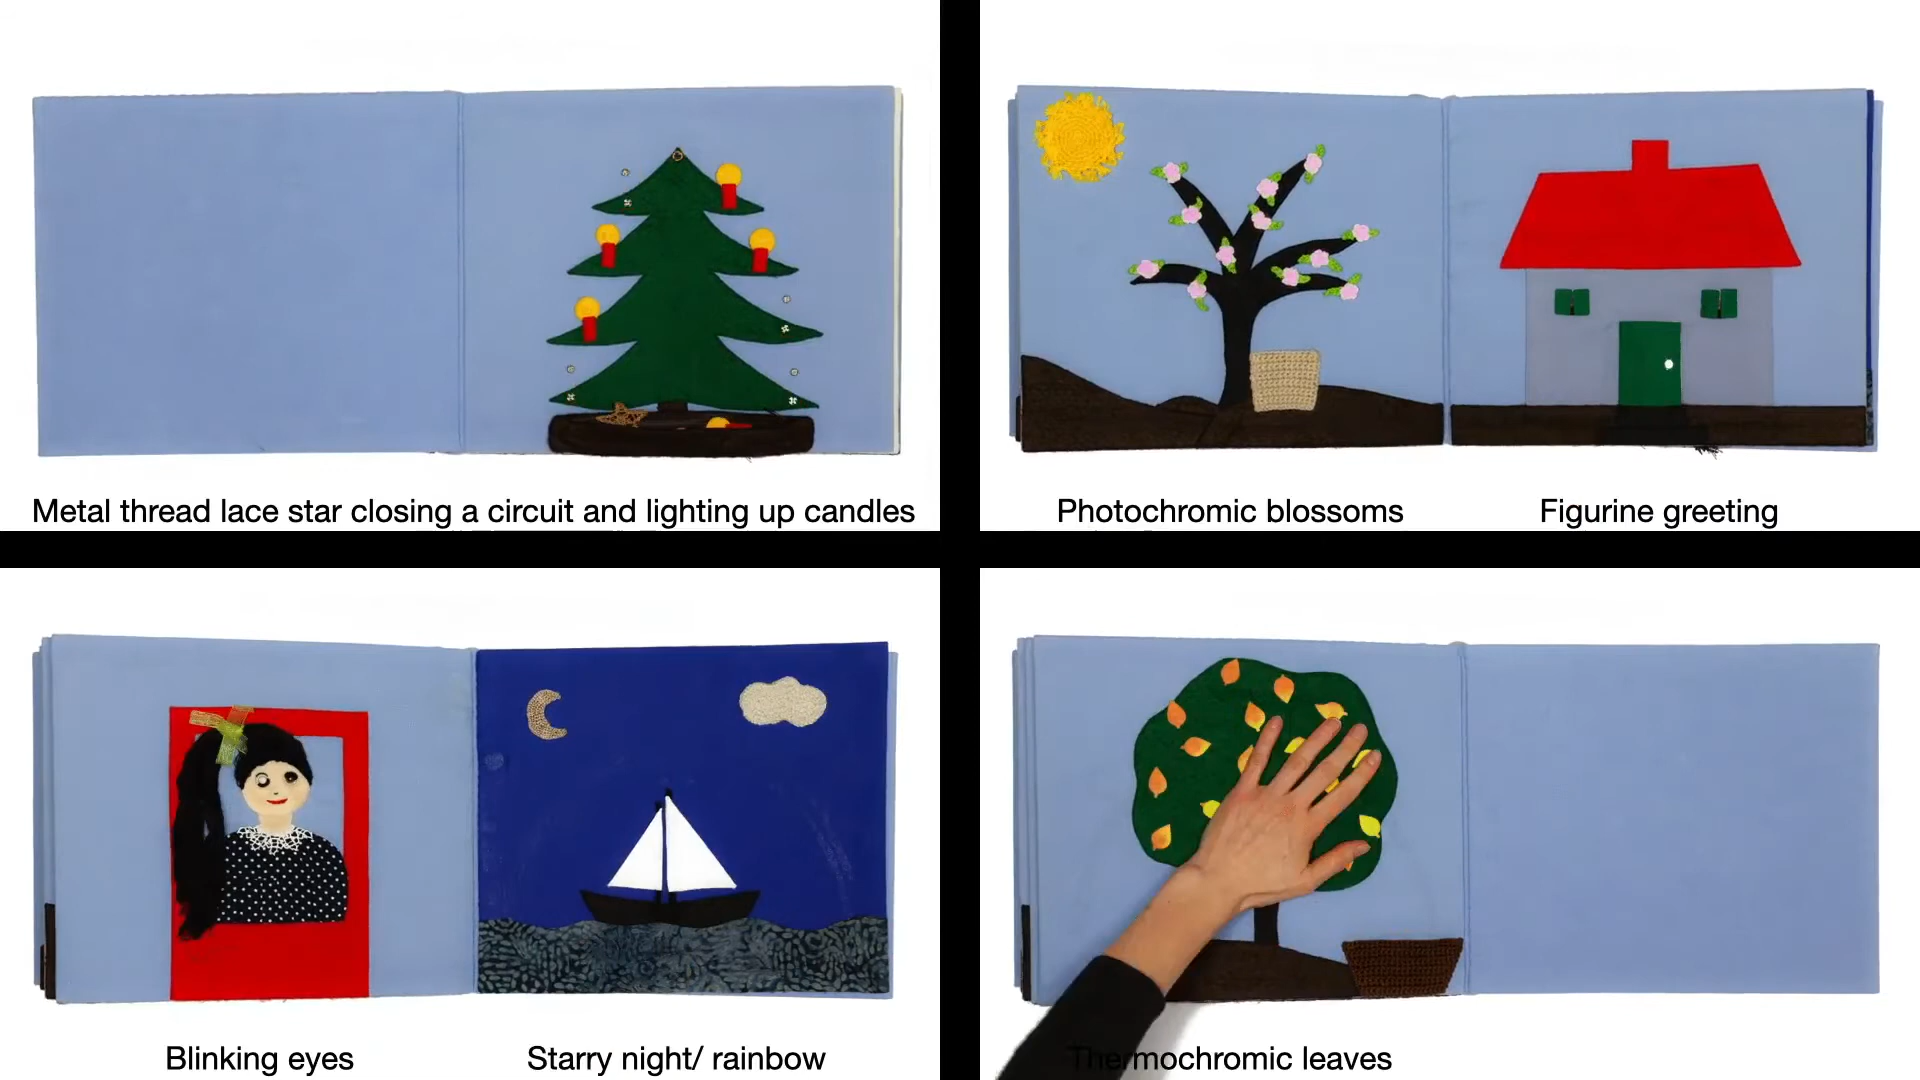 Metal thread lace star closing a circuit and lighting up candles
Photochromic blossoms
Figurine greeting
Blinking eyes
Starry night/ rainbow
Thermochromic leaves